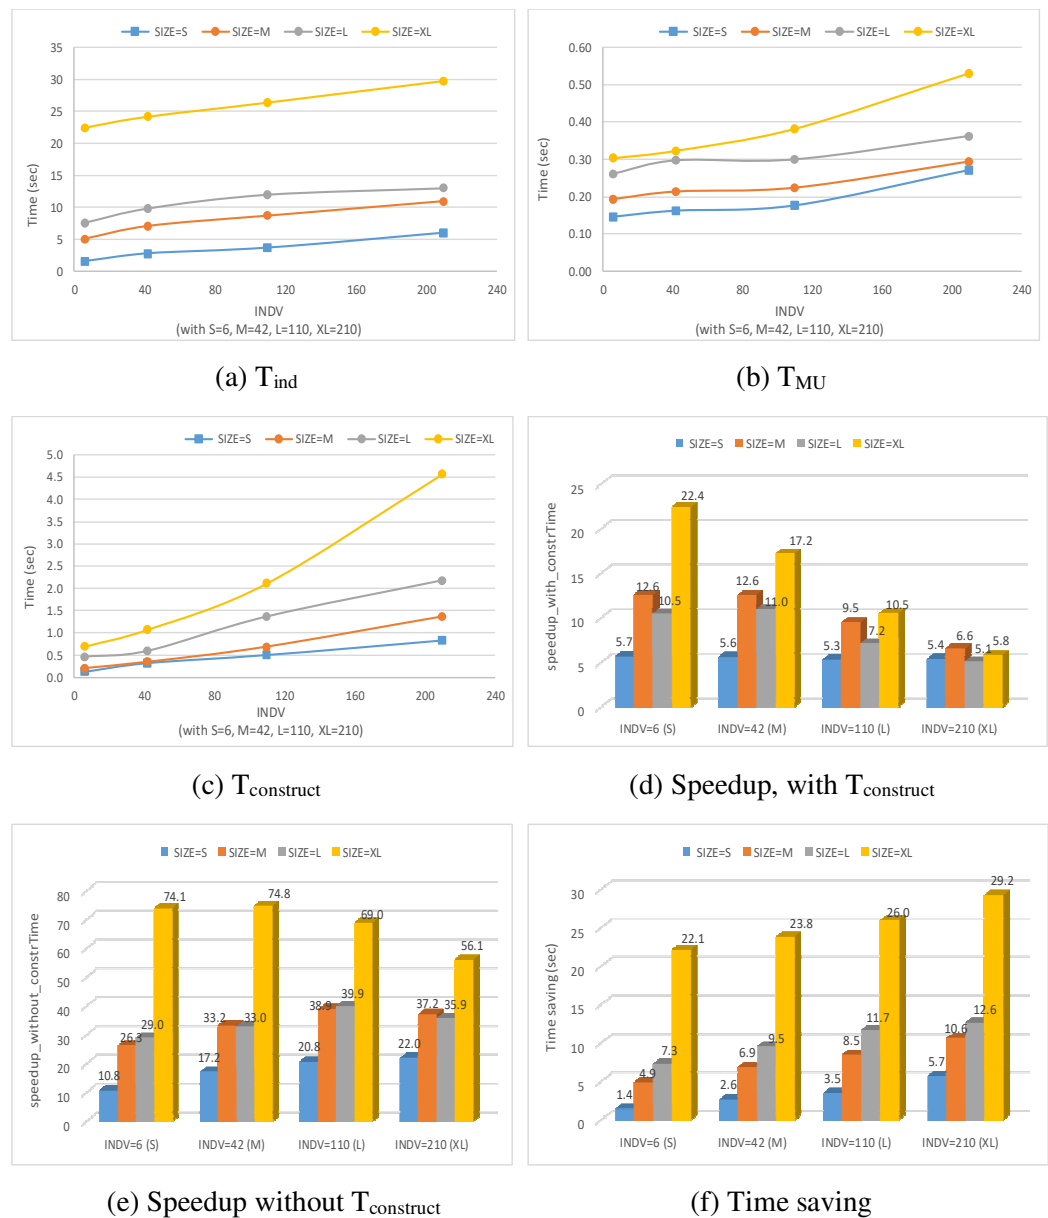 SIZE=S SIZE=M SIZE=L SIZE=XL
35
30
25
20
15
10
5
0
Time (sec)
0 40 80 120 160 200 240
INDV
(with S=6, M=42, L=110, XL=210)
(a) Tind
SIZE=S SIZE=M SIZE=L SIZE=XL
0.60
0.50
0.40
0.30
0.20
0.10
0.00
Time (sec)
0 40 80 120 160 200 240
INDV
(with S=6, M=42, L=110, XL=210)
(b) TMU
SIZE=S SIZE=M SIZE=L SIZE=XL
5.0
4.5
4.0
3.5
3.0
2.5
2.0
1.5
1.0
0.5
0.0
Time (sec)
0 40 80 120 160 200 240
INDV
(with S=6, M=42, L=110, XL=210)
(c) Tconstruct
SIZE=S SIZE=M SIZE=L SIZE=XL
25
20
15
10
5
0
speedup_with_constrTime
5.7 12.6 10.5 22.4
5.6 12.6 11.0 17.2
5.3 9.5 7.2 10.5
5.4 6.6 5.1 5.8
INDV=6 (S) INDV=42 (M) INDV=110 (L) INDV=210 (XL)
(d) Speedup, with Tconstruct
SIZE=S SIZE=M SIZE=L SIZE=XL
80
70
60
50
40
30
20
10
0
speedup_without_constrTime
10.8 26.3 29.0 74.1
17.2 33.2 33.0 74.8
20.8 38.9 39.9 69.0
22.0 37.2 35.9 56.1
INDV=6 (S) INDV=42 (M) INDV=110 (L) INDV=210 (XL)
(e) Speedup without Tconstruct
SIZE=S SIZE=M SIZE=L SIZE=XL
30
25
20
15
10
5
0
Time saving (sec)
1.4 4.9 7.3 22.1
2.6 6.9 9.5 23.8
3.5 8.5 11.7 26.0
5.7 10.6 12.6 29.2
INDV=6 (S) INDV=42 (M) INDV=110 (L) INDV=210 (XL)
(f) Time saving